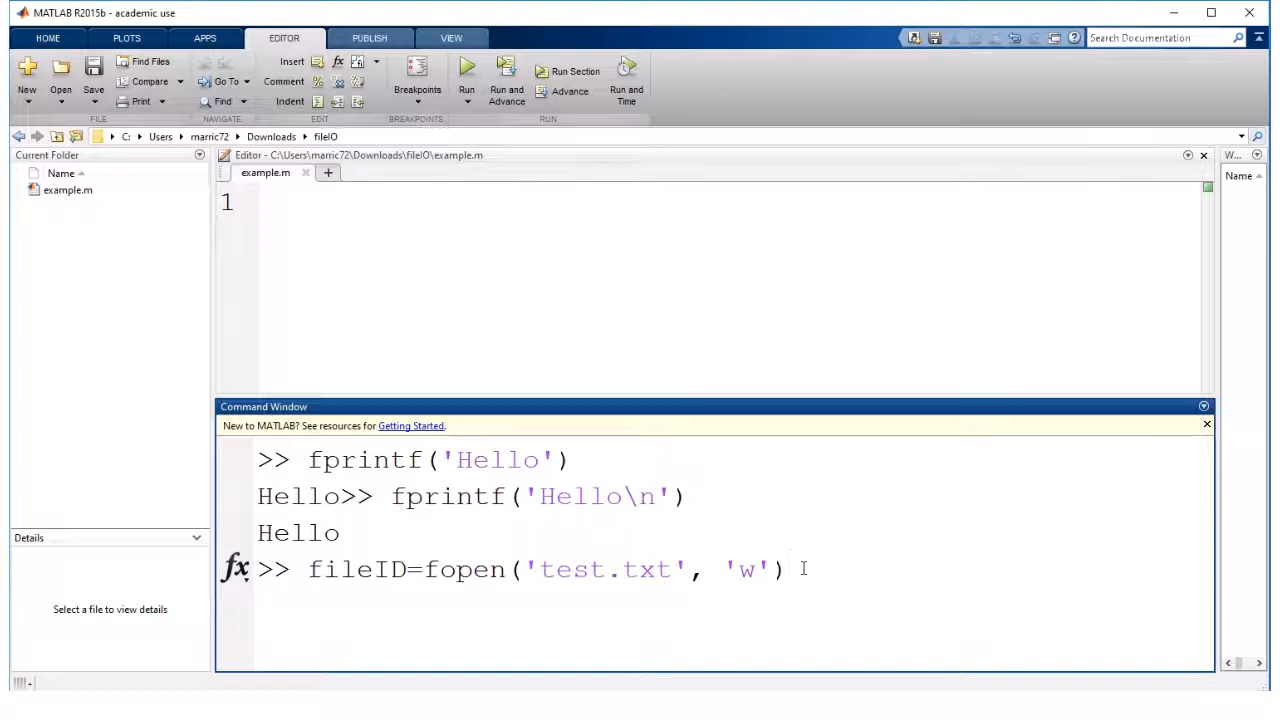 MATLAB R2015b - academic use
HOME PLOTS APPS EDITOR PUBLISH VIEW Search Documentation
New Open Save Find Files Compare Print
FILE
Go To Find
NAVIGATE
Insert fx Comment % Indent
EDIT
Breakpoints
BREAKPOINTS
Run Run and Advance Run Section Advance Run and Time
RUN
C: Users marric72 Downloads fileIO
Current Folder
Name
example.m
Details
Select a file to view details
Editor - C:\Users\marric72\Downloads\fileIO\example.m
example.m
1
W...
Name
Command Window
New to MATLAB? See resources for Getting Started.
>> fprintf('Hello')
Hello>> fprintf('Hello\n')
Hello
fx >> fileID=fopen('test.txt', 'w')